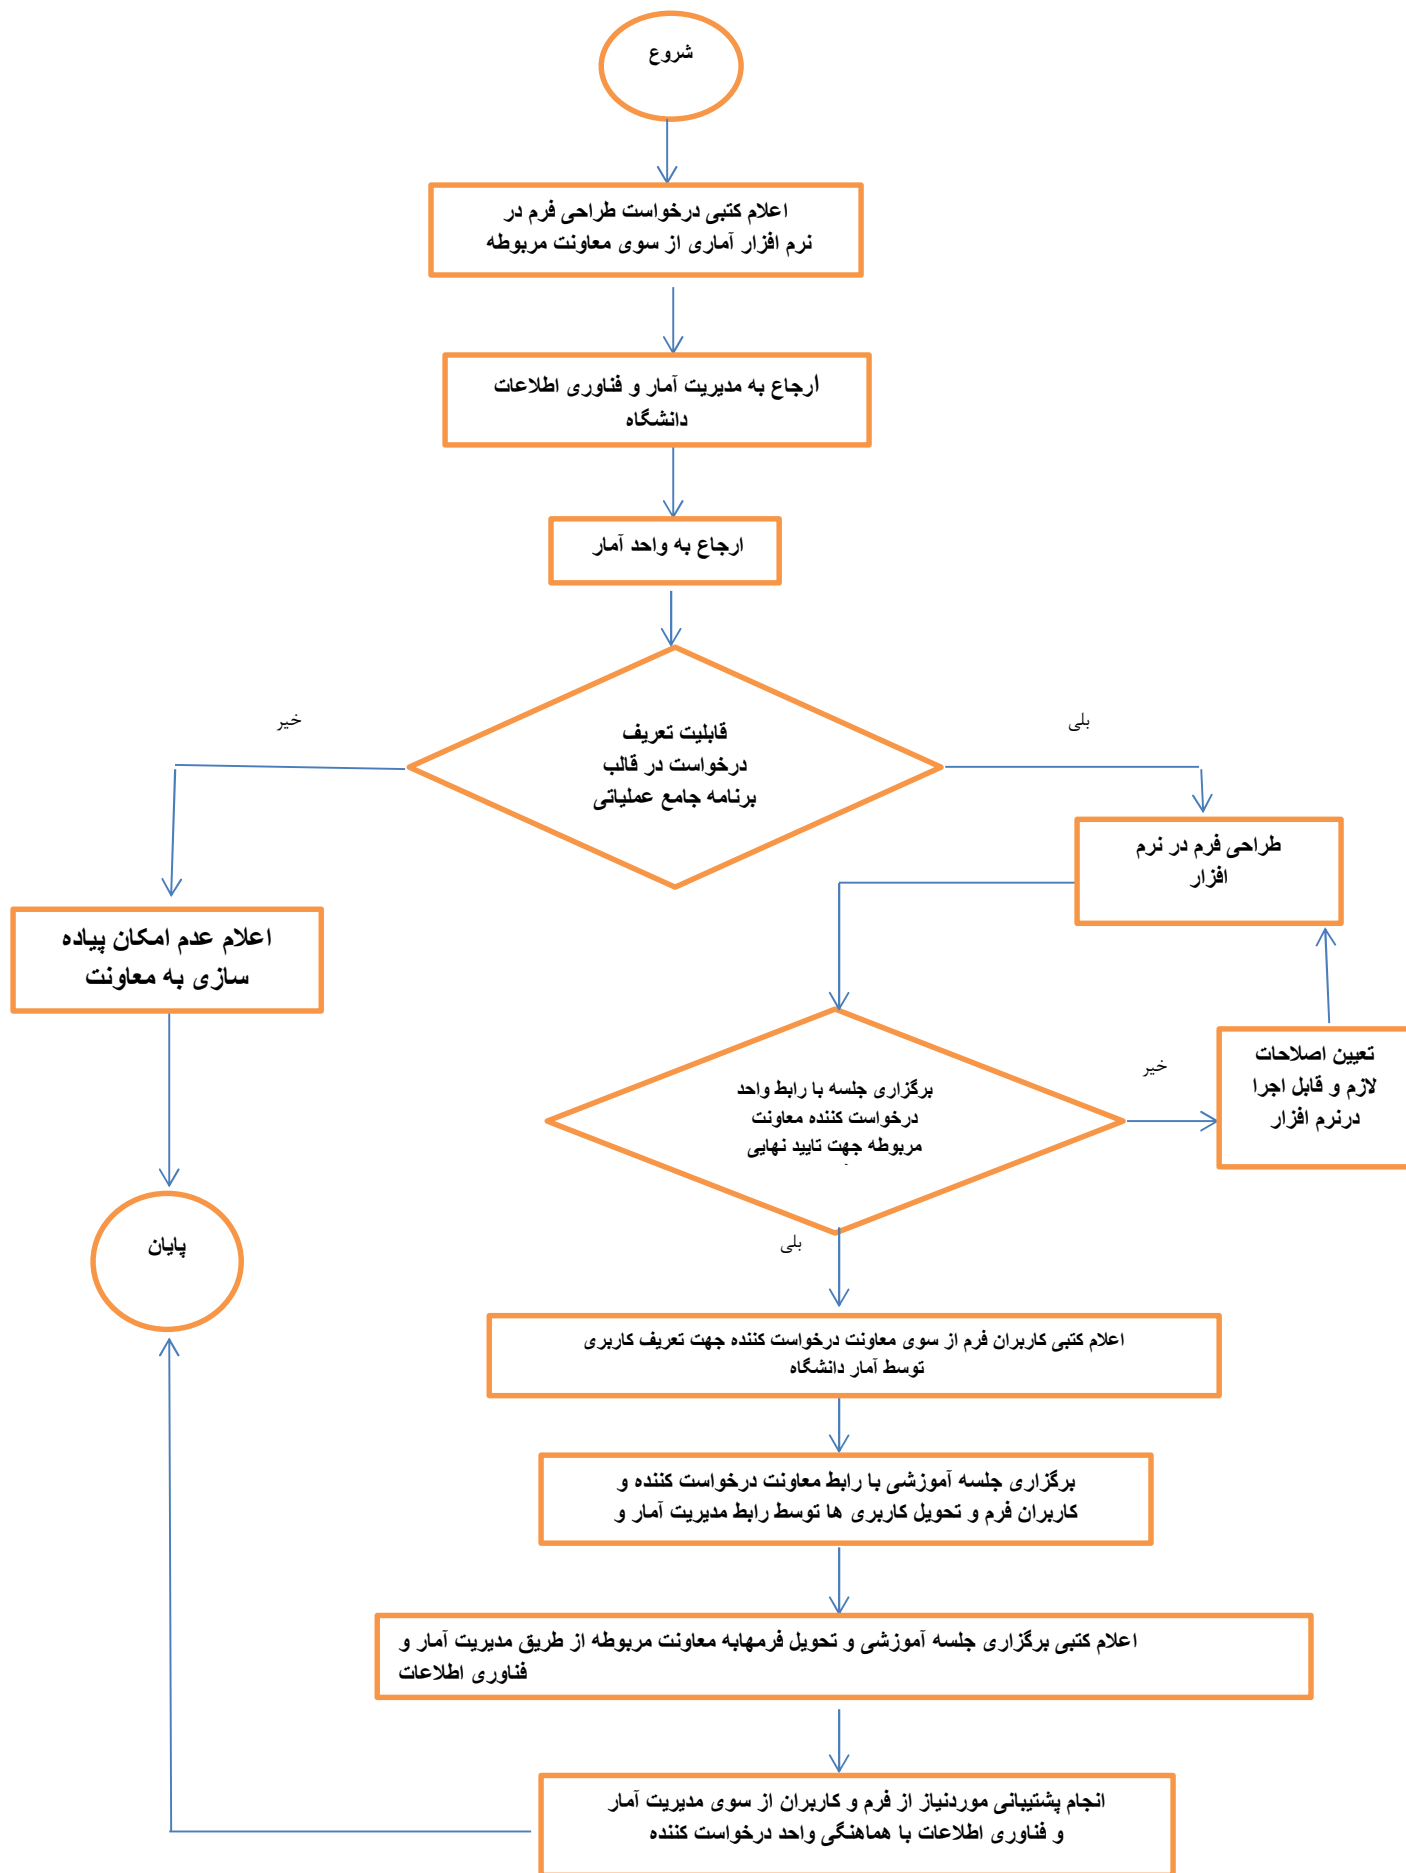 شروع
اعلام کتبی درخواست طراحی فرم در
نرم افزار آماری از سوی معاونت مربوطه
أرجاع به مدیریت آمار و فناوری اطلاعات
دانشگاه
ارجاع به واحد آمار
خیر
بلی
قابلیت تعریف
درخواست در قالب
برنامه جامع عملیاتی
طراحی فرم در نرم
افزار
اعلام عدم امکان پیاده
سازی به معاونت
تعیین اصلاحات
لازم و قابل اجرا
درنرم افزار
خیر
برگزاری جلسه با رابط واحد
درخواست کننده معاونت
مربوطه جهت تایید نهایی
پایان
بلی
اعلام کتبی کاربران فرم از سوی معاونت درخواست کننده جهت تعریف کاربری
توسط آمار دانشگاه
برگزاری جلسه آموزشی با رابط معاونت درخواست کننده و
کاربران فرم و تحویل کاربری ها توسط رابط مدیریت آمار و
اعلام کتبی برگزاری جلسه آموزشی و تحویل فرمهابه معاونت مربوطه از طریق مدیریت آمار و
فناوری اطلاعات
انجام پشتیبانی موردنیاز از فرم و کاربران از سوی مدیریت آمار
و فناوری اطلاعات با هماهنگی واحد درخواست کننده